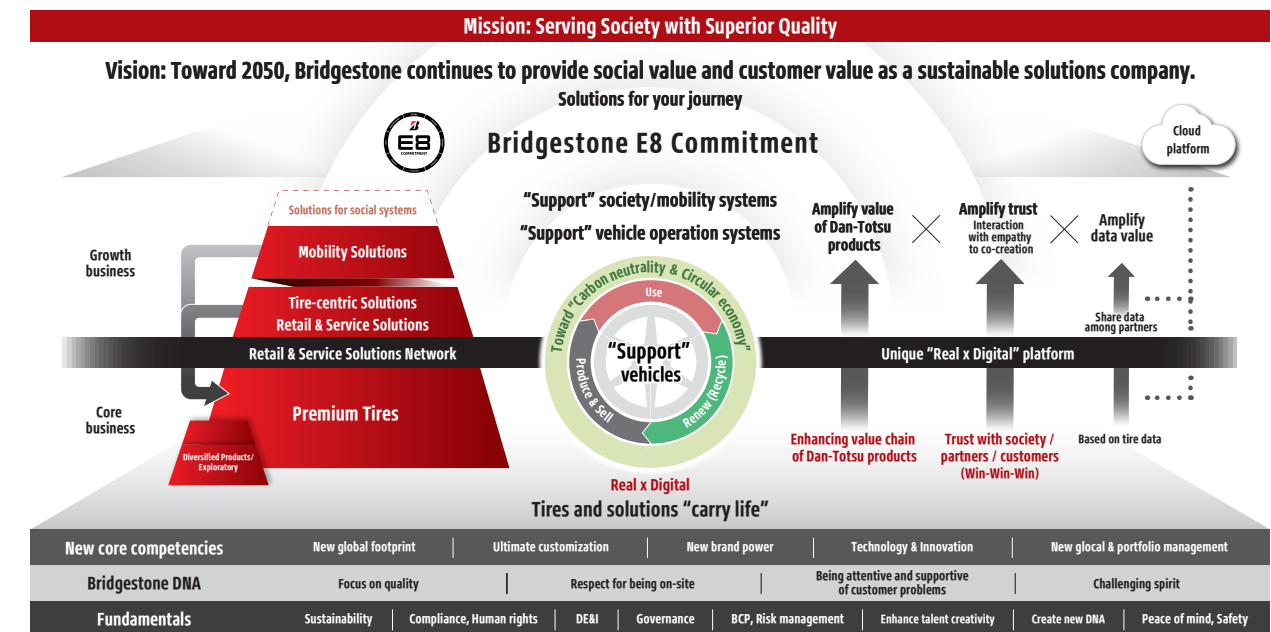 Mission: Serving Society with Superior Quality
Vision: Toward 2050, Bridgestone continues to provide social value and customer value as a sustainable solutions company.
Solutions for your journey
E8
COMMITMENT
Bridgestone E8 Commitment
Cloud
platform
"Support" society/mobility systems
"Support" vehicle operation systems
Growth
business
Core
business
Solutions for social systems
Mobility Solutions
Tire-centric Solutions
Retail & Service Solutions
Retail & Service Solutions Network
Premium Tires
Diversified Products/
Exploratory
Toward "Carbon neutrality & Circular economy"
Use
Produce & Sell
Renew (Recycle)
"Support"
vehicles
Real x Digital
Tires and solutions "carry life"
Amplify value
of Dan-Totsu
products
Amplify trust
Interaction
with empathy
to co-creation
Amplify
data value
Share data
among partners
Unique "Real x Digital" platform
Enhancing value chain
of Dan-Totsu products
Trust with society /
partners / customers
(Win-Win-Win)
Based on tire data
New core competencies
New global footprint
Ultimate customization
New brand power
Technology & Innovation
New glocal & portfolio management
Bridgestone DNA
Focus on quality
Respect for being on-site
Being attentive and supportive
of customer problems
Challenging spirit
Fundamentals
Sustainability
Compliance, Human rights
DE&I
Governance
BCP, Risk management
Enhance talent creativity
Create new DNA
Peace of mind, Safety